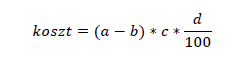 koszt = (a − b) * c * d/100